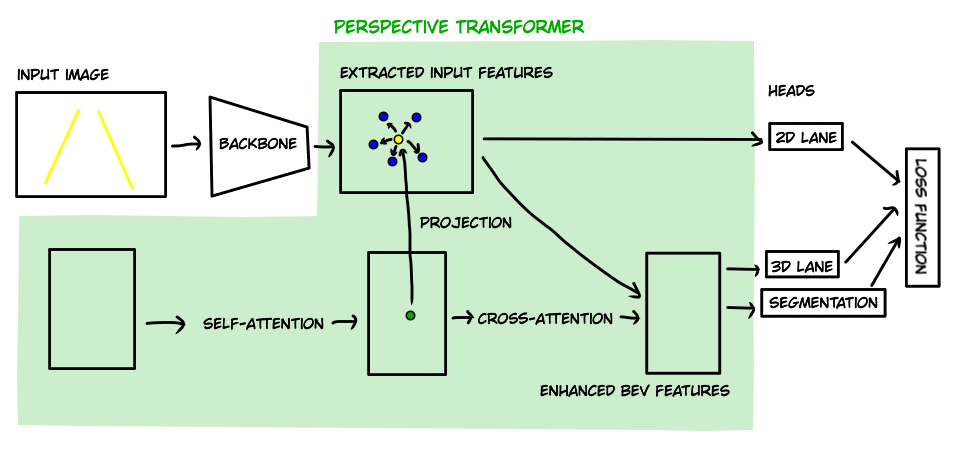 PERSPECTIVE TRANSFORMER
INPUT IMAGE
EXTRACTED INPUT FEATURES
HEADS
BACKBONE
2D LANE
LOSS FUNCTION
PROJECTION
3D LANE
SEGMENTATION
SELF-ATTENTION
CROSS-ATTENTION
ENHANCED BEV FEATURES